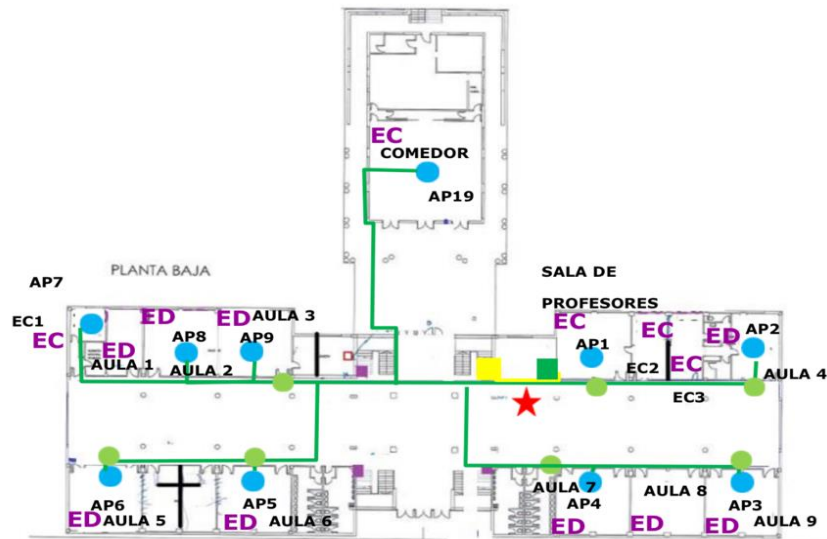 EC
COMEDOR
AP19
PLANTA BAJA
SALA DE
PROFESORES
AP7
EC1
EC
ED
ED
AULA 1
AP8
AULA 2
ED
AULA 3
AP9
EC
AP1
EC
EC2
EC
EC3
ED
AP2
AULA 4
AP6
ED
AULA 5
AP5
ED
AULA 6
AULA 7
AP4
ED
AULA 8
ED
AP3
ED
AULA 9